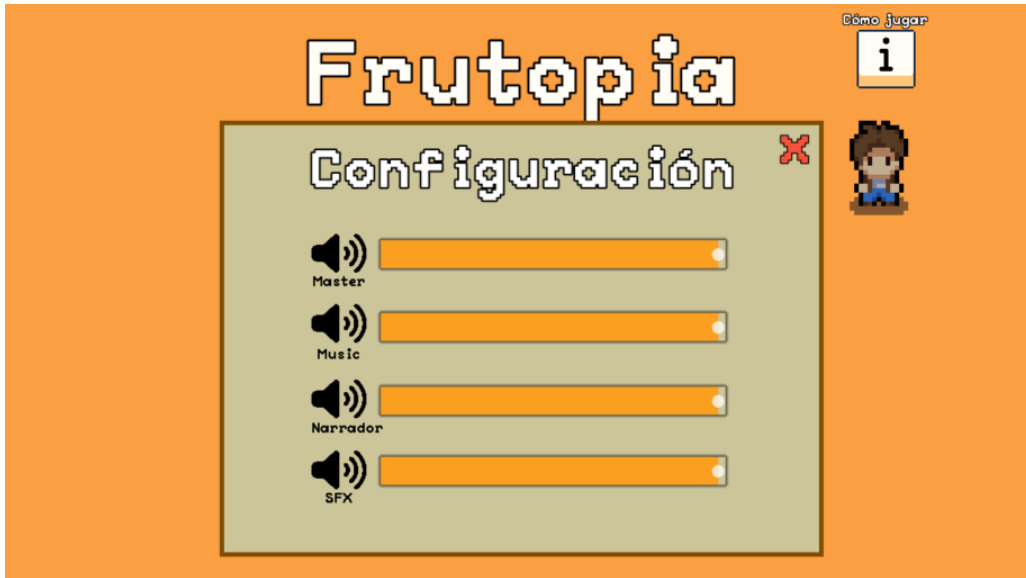 Cómo jugar
i
Frutopia
Configuración
Master
Music
Narrador
SFX